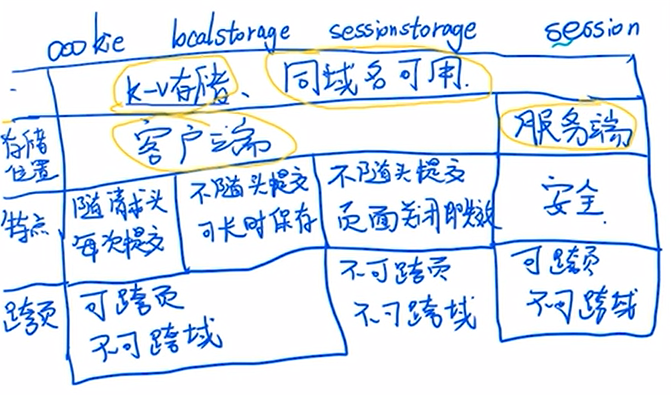 cookie localstorage sessionstorage session
k-v存储、 同域名可用.
存储 客户端 服务端
位置
特点 随请求头 不随头提交 不随头提交 安全.
每次提交 可长时保存 页面关闭即失效
跨页 可跨页 不可跨页 可跨页
不可跨域 不可跨域 不可跨域